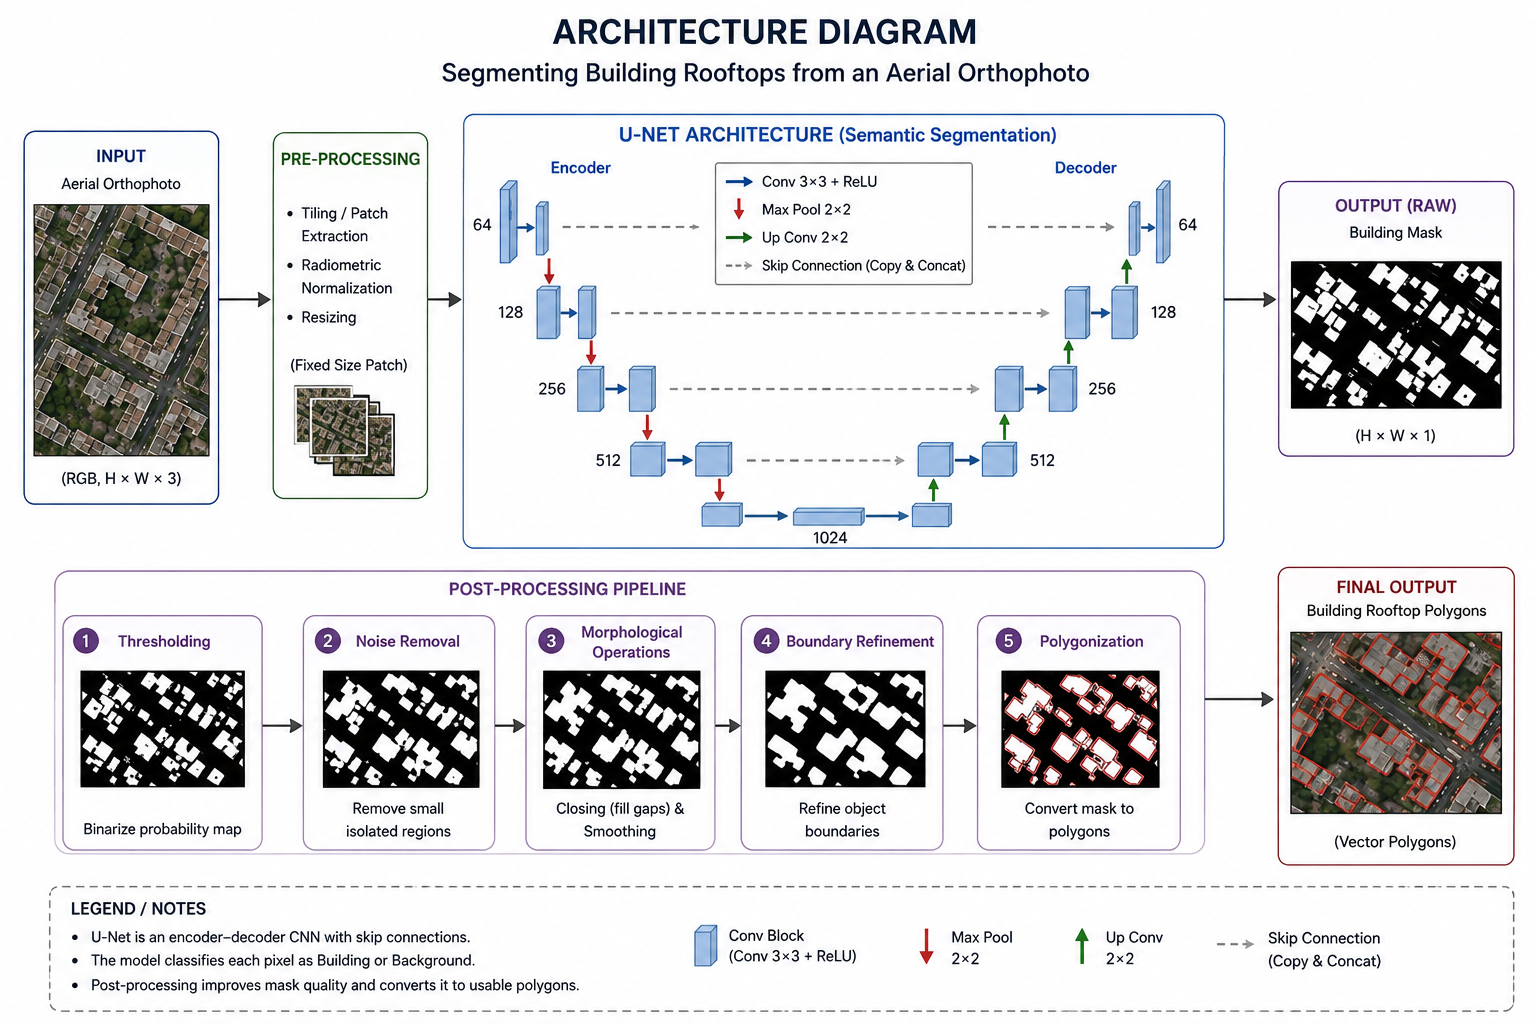 ARCHITECTURE DIAGRAM
Segmenting Building Rooftops from an Aerial Orthophoto
INPUT
Aerial Orthophoto
(RGB, H × W × 3)
PRE-PROCESSING
• Tiling / Patch
Extraction
• Radiometric
Normalization
• Resizing
(Fixed Size Patch)
U-NET ARCHITECTURE (Semantic Segmentation)
Encoder
Decoder
Conv 3×3 + ReLU
Max Pool 2×2
Up Conv 2×2
Skip Connection (Copy & Concat)
64
64
128
128
256
256
512
512
1024
OUTPUT (RAW)
Building Mask
(H × W × 1)
POST-PROCESSING PIPELINE
1 Thresholding
Binarize probability map
2 Noise Removal
Remove small
isolated regions
3 Morphological
Operations
Closing (fill gaps) &
Smoothing
4 Boundary Refinement
Refine object
boundaries
5 Polygonization
Convert mask to
polygons
FINAL OUTPUT
Building Rooftop Polygons
(Vector Polygons)
LEGEND / NOTES
• U-Net is an encoder–decoder CNN with skip connections.
• The model classifies each pixel as Building or Background.
• Post-processing improves mask quality and converts it to usable polygons.
Conv Block
(Conv 3×3 + ReLU)
Max Pool
2×2
Up Conv
2×2
Skip Connection
(Copy & Concat)